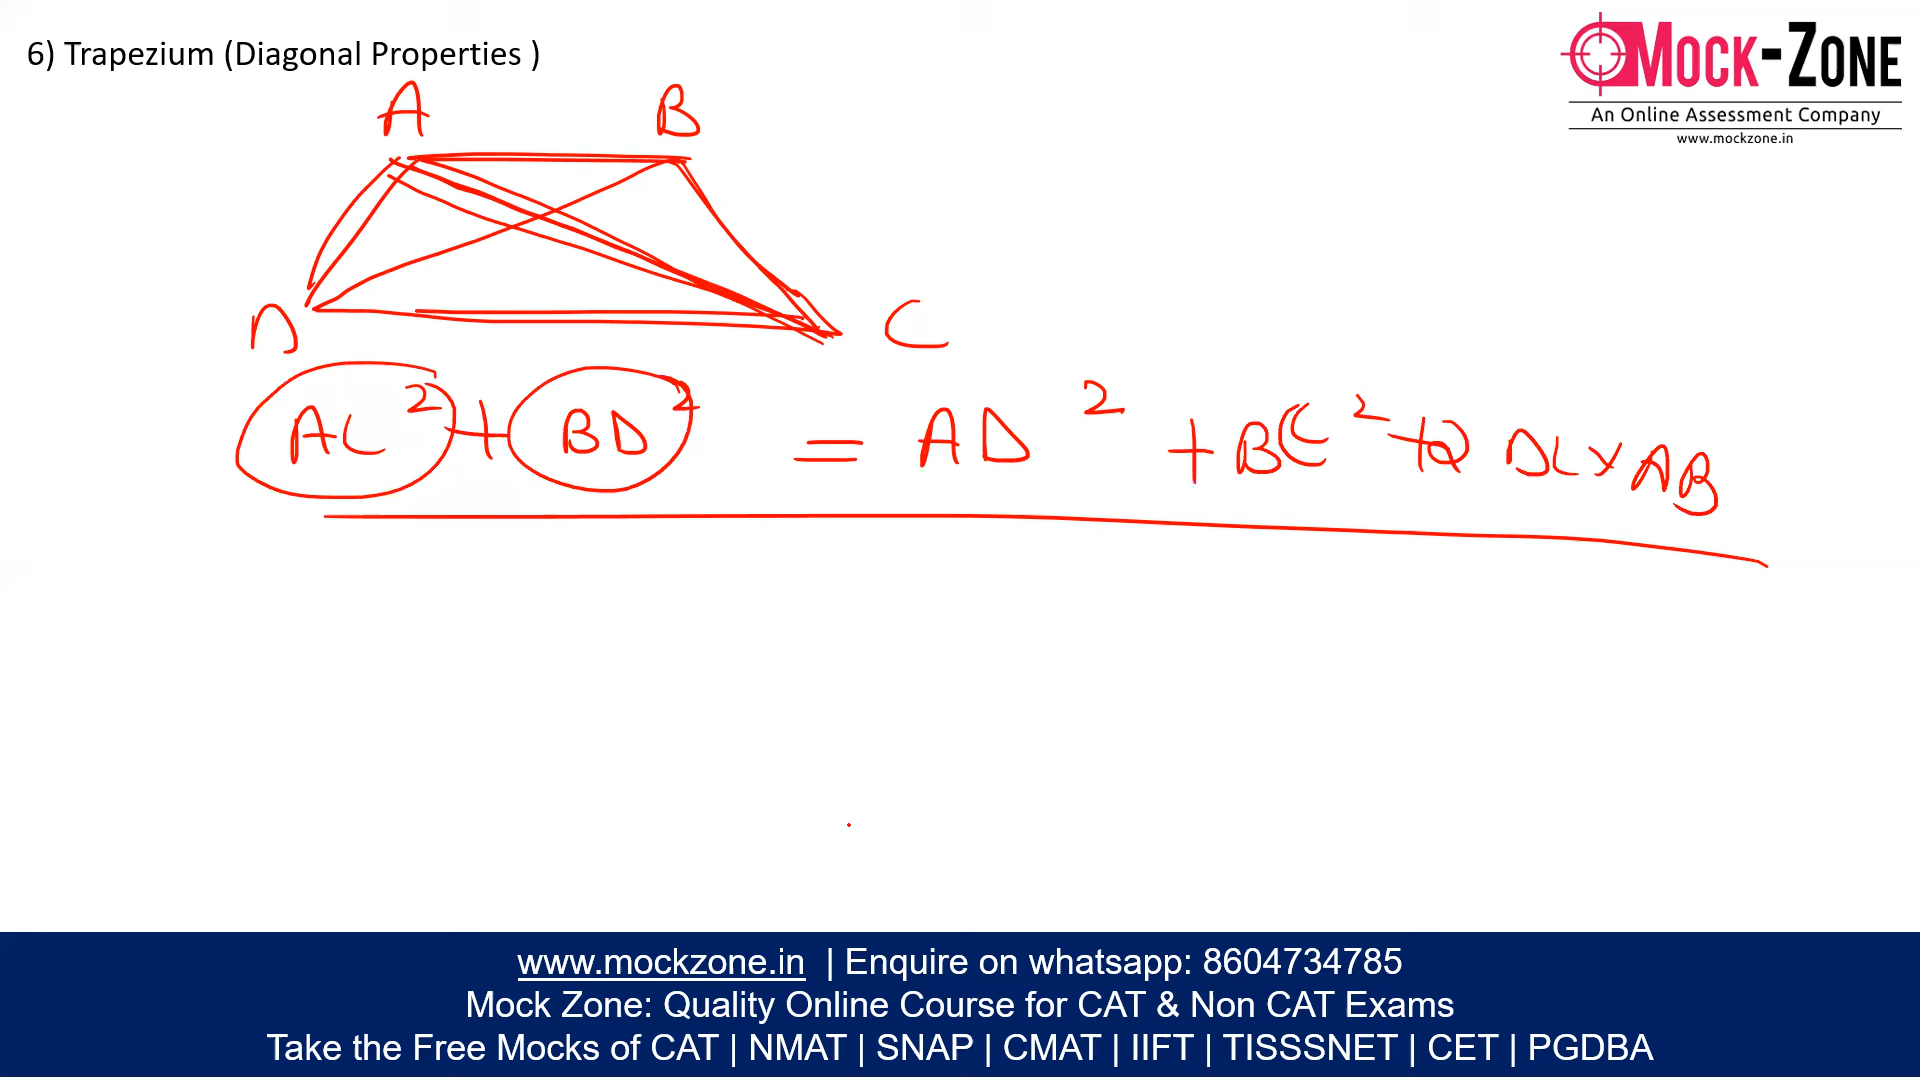 6) Trapezium (Diagonal Properties )
MOCK-ZONE
An Online Assessment Company
www.mockzone.in
A B
D C
AC² + BD² = AD² + BC² + 2 DC × AB
www.mockzone.in | Enquire on whatsapp: 8604734785
Mock Zone: Quality Online Course for CAT & Non CAT Exams
Take the Free Mocks of CAT | NMAT | SNAP | CMAT | IIFT | TISSSNET | CET | PGDBA